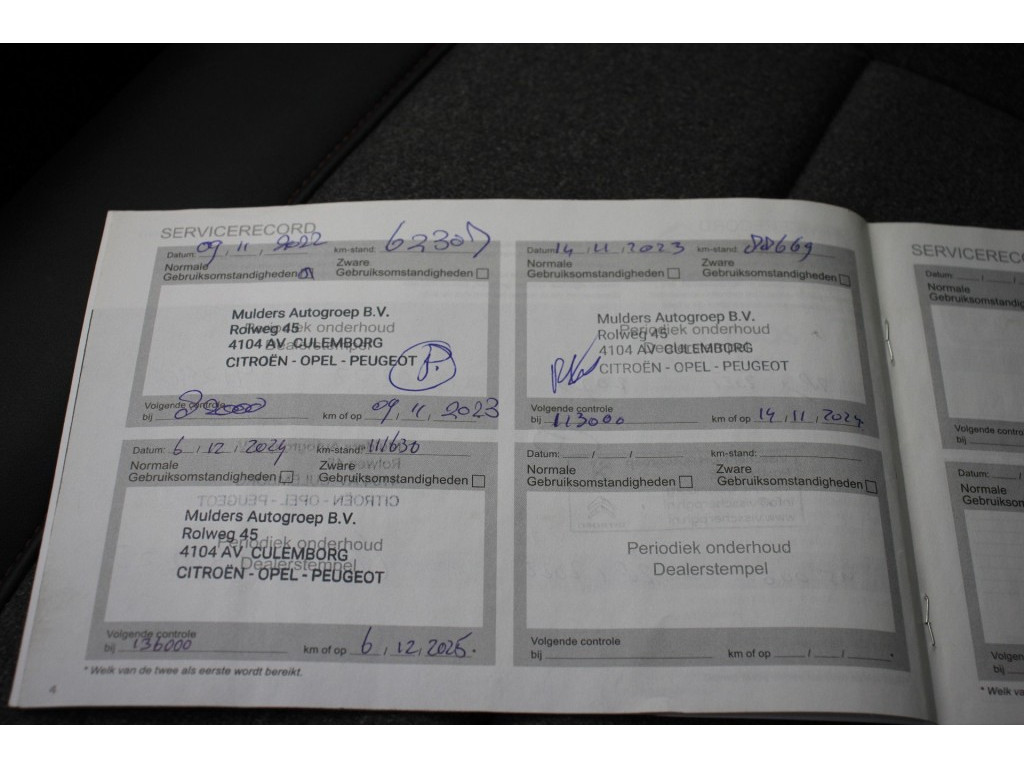 SERVICERECORD
Datum: 09, 11, 2022 km-stand: 62307
Normale Gebruiksomstandigheden
Zware Gebruiksomstandigheden
Periodiek onderhoud
Dealerstempel
Mulders Autogroep B.V.
Rolweg 45
4104 AV CULEMBORG
CITROËN - OPEL - PEUGEOT
Volgende controle
bij km of op 09, 11, 2023
Datum: 14, 11, 2023 km-stand: 88669
Normale Gebruiksomstandigheden
Zware Gebruiksomstandigheden
Periodiek onderhoud
Dealerstempel
Mulders Autogroep B.V.
Rolweg 45
4104 AV CULEMBORG
CITROËN - OPEL - PEUGEOT
Volgende controle
bij 113000 km of op 14, 11, 2024
Datum: 6, 12, 2024 km-stand: 111630
Normale Gebruiksomstandigheden
Zware Gebruiksomstandigheden
Periodiek onderhoud
Dealerstempel
Mulders Autogroep B.V.
Rolweg 45
4104 AV CULEMBORG
CITROËN - OPEL - PEUGEOT
Volgende controle
bij 136000 km of op 6, 12, 2025.
Datum: / / km-stand:
Normale Gebruiksomstandigheden
Zware Gebruiksomstandigheden
Periodiek onderhoud
Dealerstempel
Volgende controle
bij km of op / / *
* Welk van de twee als eerste wordt bereikt.
4
SERVICERECO
Datum: / /
Normale
Volgende controle
bij
Datum: / /
Normale
bij